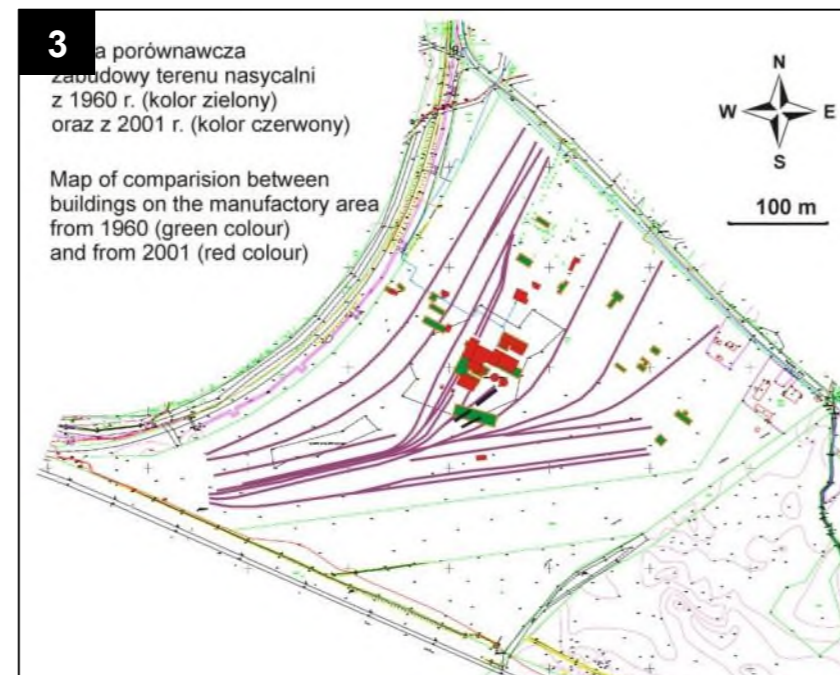 3
porównawcza
zabudowy terenu nasycalni
z 1960 r. (kolor zielony)
oraz z 2001 r. (kolor czerwony)
Map of comparision between
buildings on the manufactory area
from 1960 (green colour)
and from 2001 (red colour)
N
W E
S
100 m